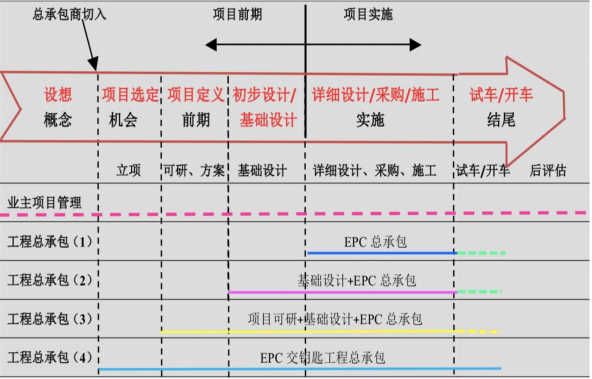 总承包商切入
项目前期
项目实施
设想
项目选定
项目定义
初步设计/
详细设计/采购/施工
试车/开车
概念
机会
前期
基础设计
实施
结尾
立项
可研、方案
基础设计
详细设计、采购、施工
试车/开车
后评估
业主项目管理
工程总承包(1)
EPC 总承包
工程总承包(2)
基础设计+EPC 总承包
工程总承包(3)
项目可研+基础设计+EPC 总承包
工程总承包(4)
EPC 交钥匙工程总承包